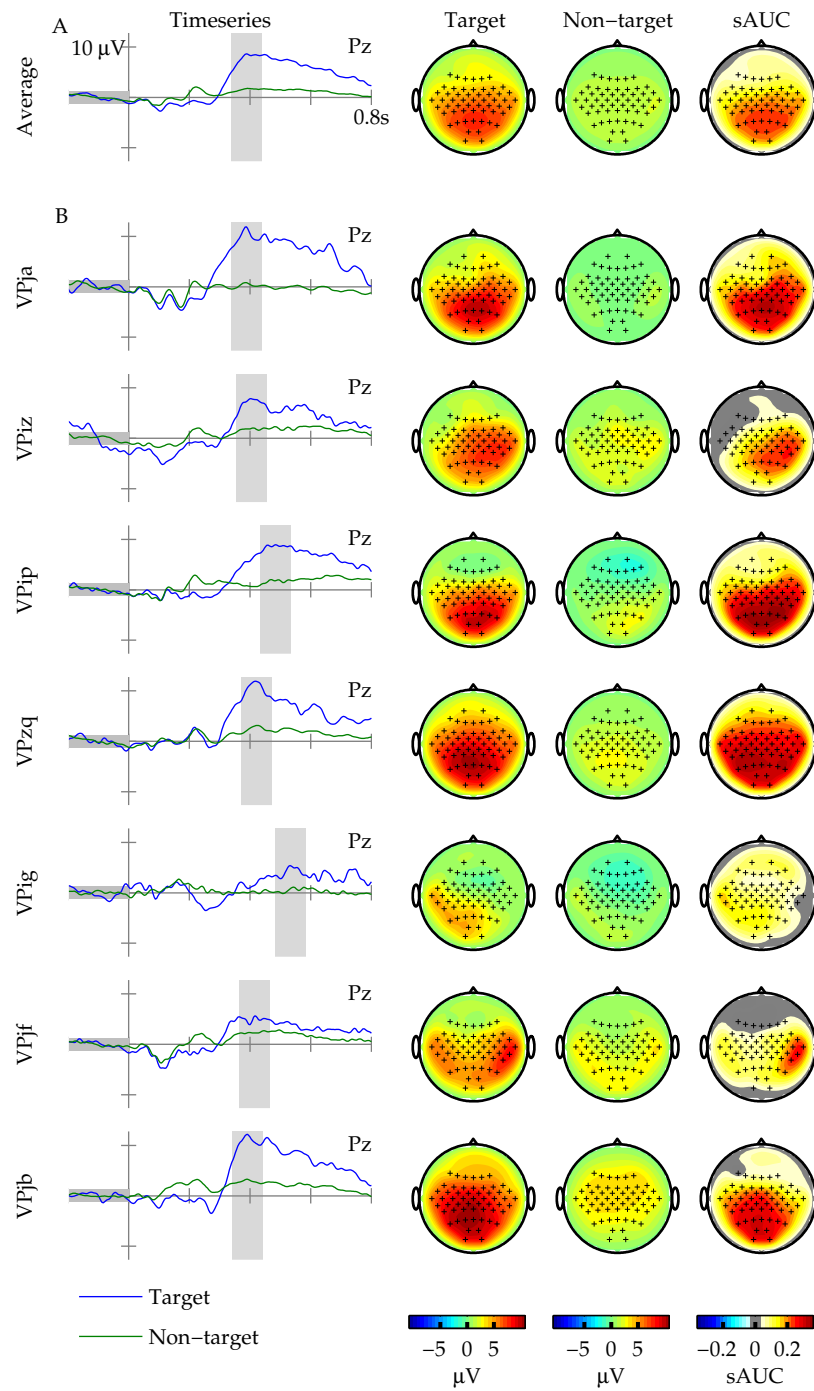 A Timeseries Target Non−target sAUC
10 μV Pz
Average
0.8s
B
Pz
VPja
Pz
VPiz
Pz
VPip
Pz
VPzq
Pz
VPig
Pz
VPjf
Pz
VPjb
Target
Non−target
−5 0 5 −5 0 5 −0.2 0 0.2
μV μV sAUC